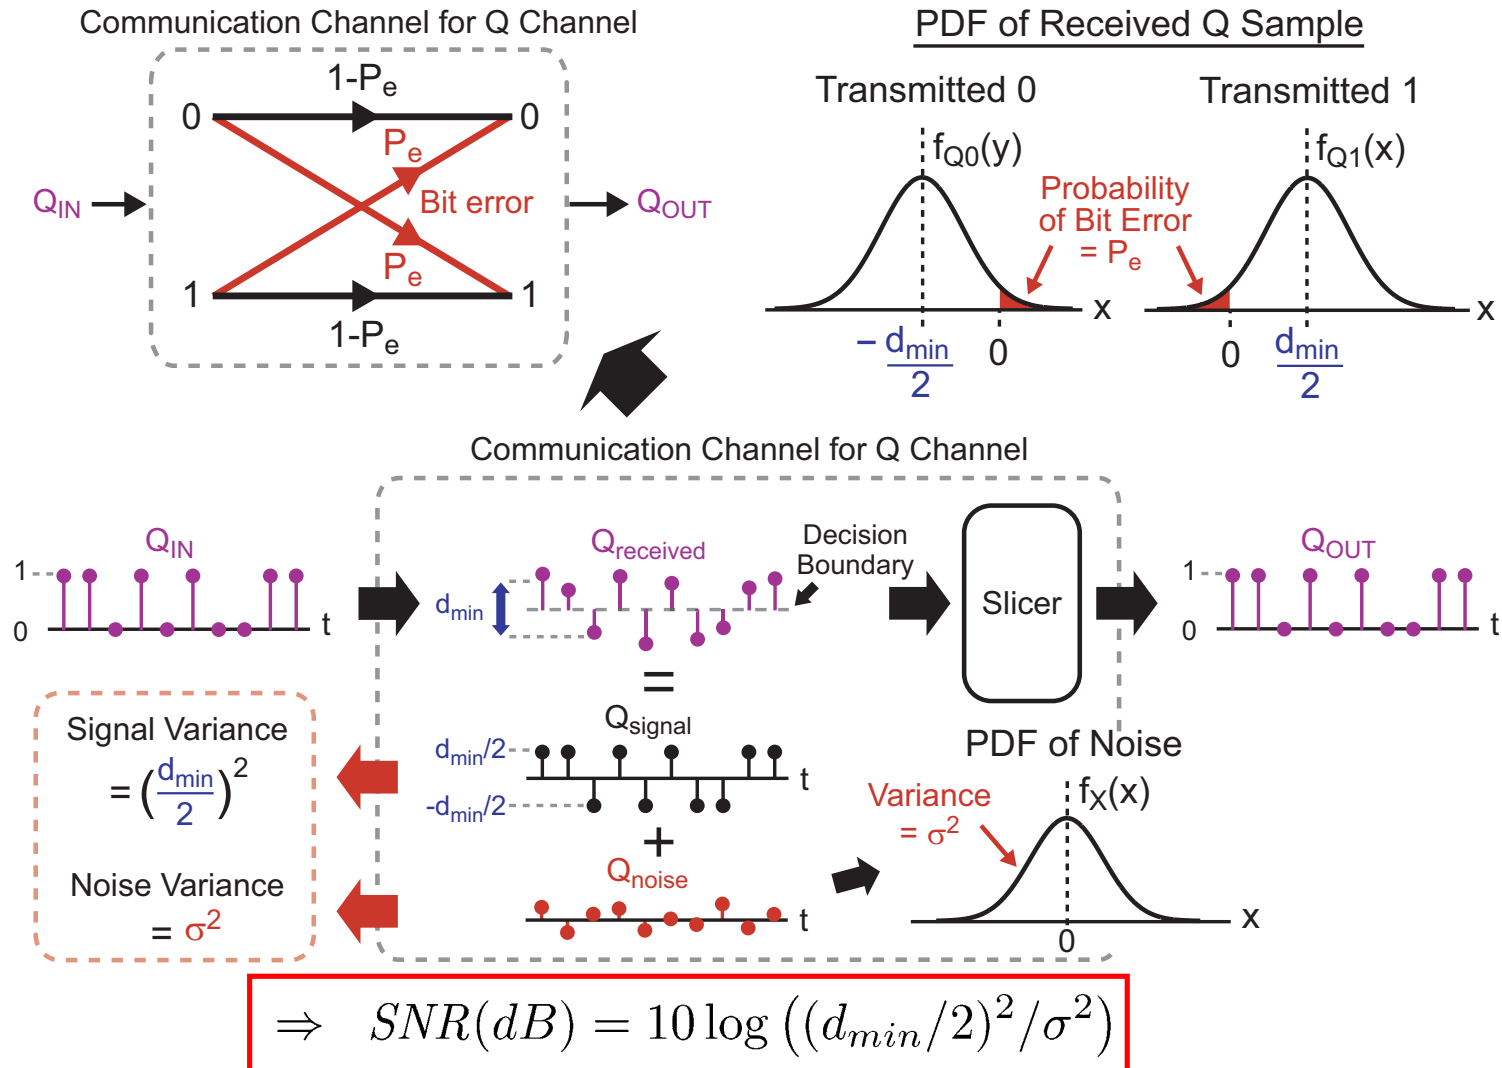 Communication Channel for Q Channel
1-Pe
0
0
Pe
QIN
Bit error
QOUT
Pe
1
1
1-Pe
PDF of Received Q Sample
Transmitted 0
Transmitted 1
fQ0(y)
fQ1(x)
Probability
of Bit Error
= Pe
x
x
– dmin/2
0
0
dmin/2
Communication Channel for Q Channel
QIN
1
0
t
Qreceived
dmin
Decision
Boundary
Slicer
QOUT
1
0
t
=
Qsignal
dmin/2
-dmin/2
t
+
Qnoise
t
Signal Variance
= (dmin/2)²
Noise Variance
= σ²
PDF of Noise
fX(x)
Variance
= σ²
x
0
⇒ SNR(dB) = 10 log ((dmin/2)²/σ²)